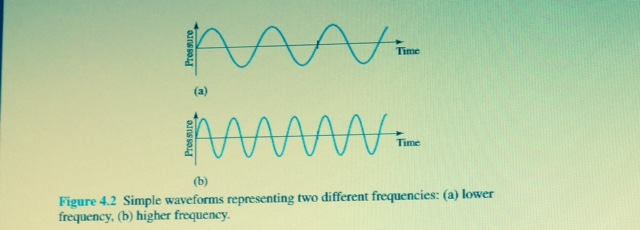 Pressure
Time
(a)
Pressure
Time
(b)
Figure 4.2 Simple waveforms representing two different frequencies: (a) lower
frequency, (b) higher frequency.